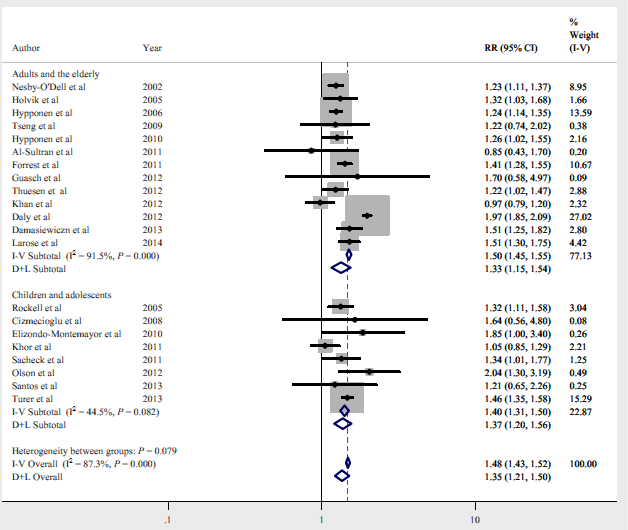 %
Weight
Author Year RR (95% CI) (I-V)
Adults and the elderly
Nesby-O'Dell et al 2002 1.23 (1.11, 1.37) 8.95
Holvik et al 2005 1.32 (1.03, 1.68) 1.66
Hypponen et al 2006 1.24 (1.14, 1.35) 13.59
Tseng et al 2009 1.22 (0.74, 2.02) 0.38
Hypponen et al 2010 1.26 (1.02, 1.55) 2.16
Al-Sultran et al 2011 0.85 (0.43, 1.70) 0.20
Forrest et al 2011 1.41 (1.28, 1.55) 10.67
Guasch et al 2012 1.70 (0.58, 4.97) 0.09
Thuesen et al 2012 1.22 (1.02, 1.47) 2.88
Khan et al 2012 0.97 (0.79, 1.20) 2.32
Daly et al 2012 1.97 (1.85, 2.09) 27.02
Damasiewiczn et al 2013 1.51 (1.25, 1.82) 2.80
Larose et al 2014 1.51 (1.30, 1.75) 4.42
I-V Subtotal (I² = 91.5%, P = 0.000) 1.50 (1.45, 1.55) 77.13
D+L Subtotal 1.33 (1.15, 1.54)
Children and adolescents
Rockell et al 2005 1.32 (1.11, 1.58) 3.04
Cizmecioglu et al 2008 1.64 (0.56, 4.80) 0.08
Elizondo-Montemayor et al 2010 1.85 (1.00, 3.40) 0.26
Khor et al 2011 1.05 (0.85, 1.29) 2.21
Sacheck et al 2011 1.34 (1.01, 1.77) 1.25
Olson et al 2012 2.04 (1.30, 3.19) 0.49
Santos et al 2013 1.21 (0.65, 2.26) 0.25
Turer et al 2013 1.46 (1.35, 1.58) 15.29
I-V Subtotal (I² = 44.5%, P = 0.082) 1.40 (1.31, 1.50) 22.87
D+L Subtotal 1.37 (1.20, 1.56)
Heterogeneity between groups: P = 0.079
I-V Overall (I² = 87.3%, P = 0.000) 1.48 (1.43, 1.52) 100.00
D+L Overall 1.35 (1.21, 1.50)
.1 1 10